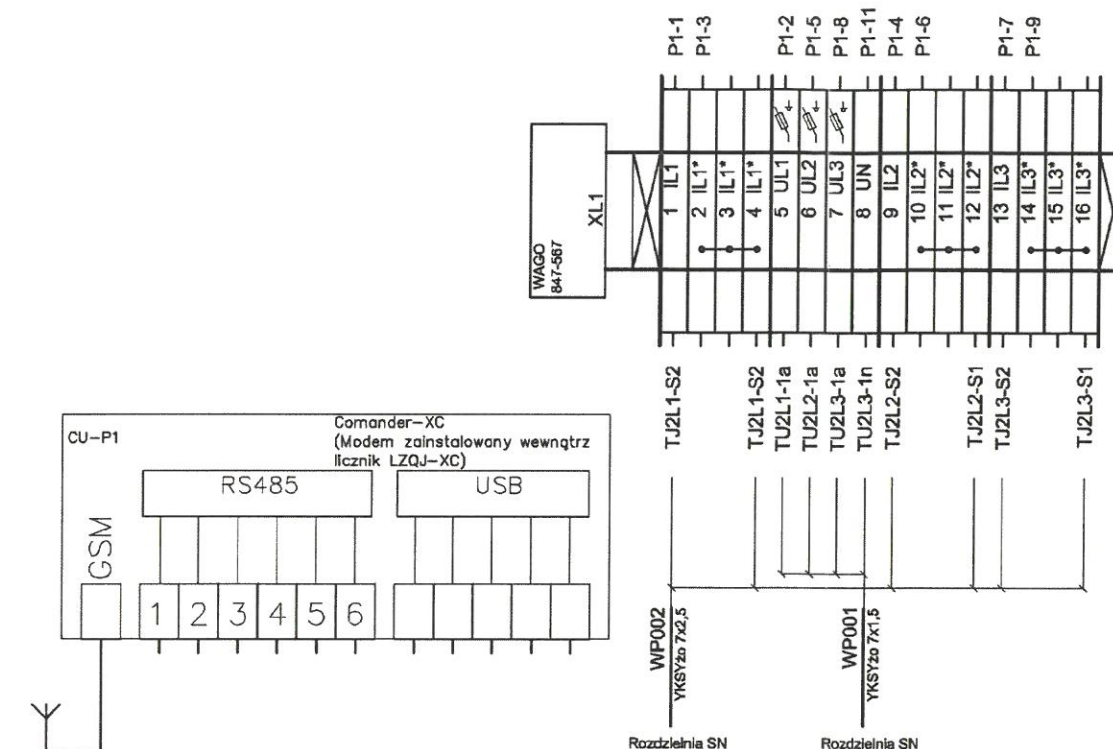 P1-1
P1-3
P1-2
P1-5
P1-8
P1-11
P1-4
P1-6
P1-7
P1-9
WAGO
847-567
XL1
1 IL1
2 IL1*
3 IL1*
4 IL1*
5 UL1
6 UL2
7 UL3
8 UN
9 IL2
10 IL2*
11 IL2*
12 IL2*
13 IL3
14 IL3*
15 IL3*
16 IL3*
TJ2L1-S2
TJ2L1-S2
TU2L1-1a
TU2L2-1a
TU2L3-1a
TU2L3-1n
TJ2L2-S2
TJ2L2-S1
TJ2L3-S2
TJ2L3-S1
CU-P1
Comander-XC
(Modem zainstalowany wewnątrz
licznik LZQJ-XC)
RS485
USB
GSM
1 2 3 4 5 6
WP002
YKSYżo 7x2,5
WP001
YKSYżo 7x1,5
Rozdzielnia SN
Rozdzielnia SN